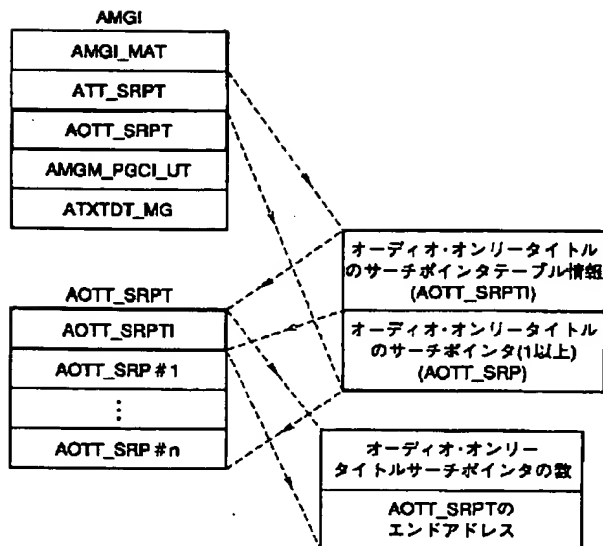 AMGI
AMGI_MAT
ATT_SRPT
AOTT_SRPT
AMGM_PGCI_UT
ATXTDT_MG
オーディオ・オンリータイトル
のサーチポインタテーブル情報
(AOTT_SRPTI)
オーディオ・オンリータイトル
のサーチポインタ(1以上)
(AOTT_SRP)
AOTT_SRPT
AOTT_SRPTI
AOTT_SRP #1
⋮
AOTT_SRP #n
オーディオ・オンリー
タイトルサーチポインタの数
AOTT_SRPTの
エンドアドレス